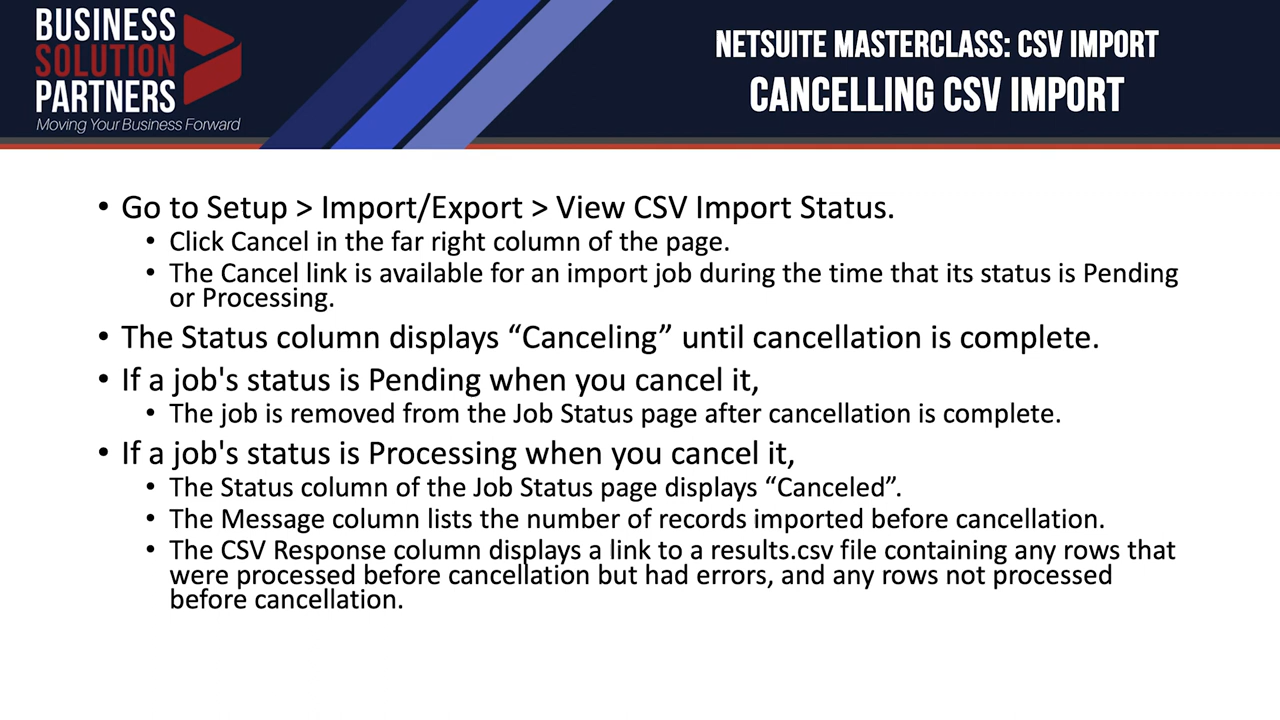 BUSINESS
SOLUTION
PARTNERS
Moving Your Business Forward
NETSUITE MASTERCLASS: CSV IMPORT
CANCELLING CSV IMPORT
• Go to Setup > Import/Export > View CSV Import Status.
• Click Cancel in the far right column of the page.
• The Cancel link is available for an import job during the time that its status is Pending
or Processing.
• The Status column displays “Canceling” until cancellation is complete.
• If a job's status is Pending when you cancel it,
• The job is removed from the Job Status page after cancellation is complete.
• If a job's status is Processing when you cancel it,
• The Status column of the Job Status page displays “Canceled”.
• The Message column lists the number of records imported before cancellation.
• The CSV Response column displays a link to a results.csv file containing any rows that
were processed before cancellation but had errors, and any rows not processed
before cancellation.